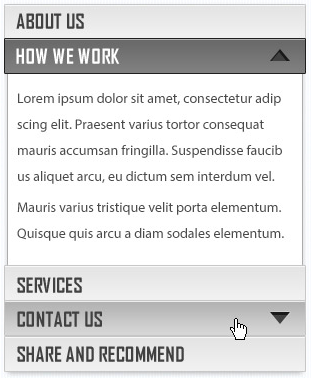 ABOUT US
HOW WE WORK
Lorem ipsum dolor sit amet, consectetur adip
scing elit. Praesent varius tortor consequat
mauris accumsan fringilla. Suspendisse faucib
us aliquet arcu, eu dictum sem interdum vel.
Mauris varius tristique velit porta elementum.
Quisque quis arcu a diam sodales elementum.
SERVICES
CONTACT US
SHARE AND RECOMMEND